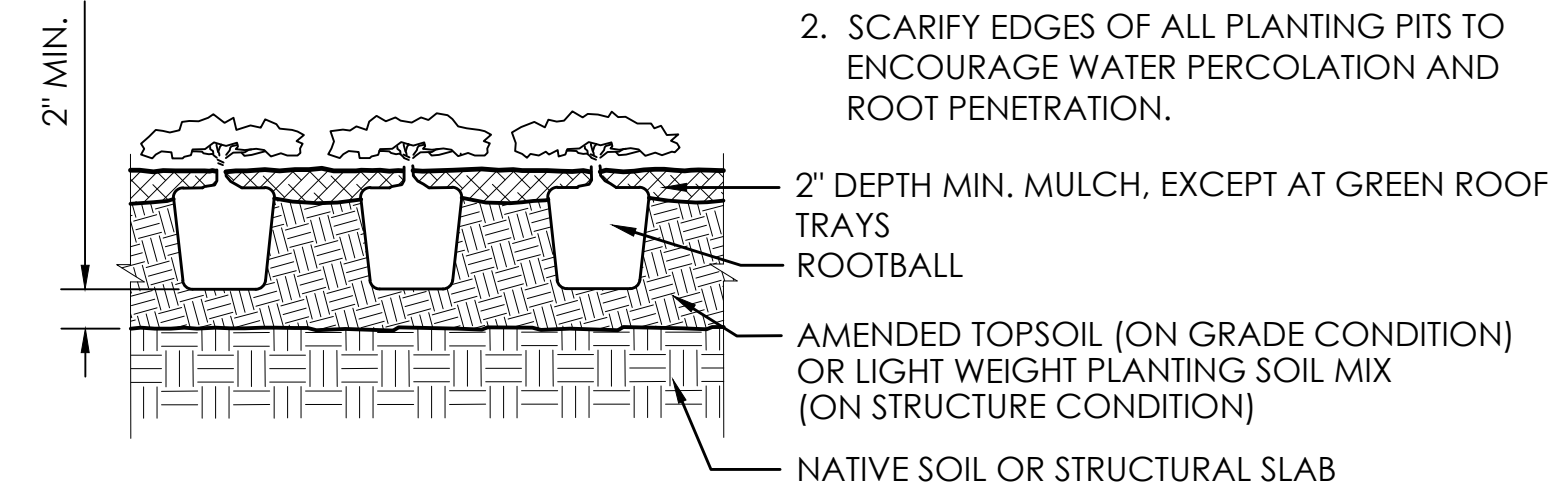 2" MIN.
2. SCARIFY EDGES OF ALL PLANTING PITS TO
ENCOURAGE WATER PERCOLATION AND
ROOT PENETRATION.
2" DEPTH MIN. MULCH, EXCEPT AT GREEN ROOF
TRAYS
ROOTBALL
AMENDED TOPSOIL (ON GRADE CONDITION)
OR LIGHT WEIGHT PLANTING SOIL MIX
(ON STRUCTURE CONDITION)
NATIVE SOIL OR STRUCTURAL SLAB